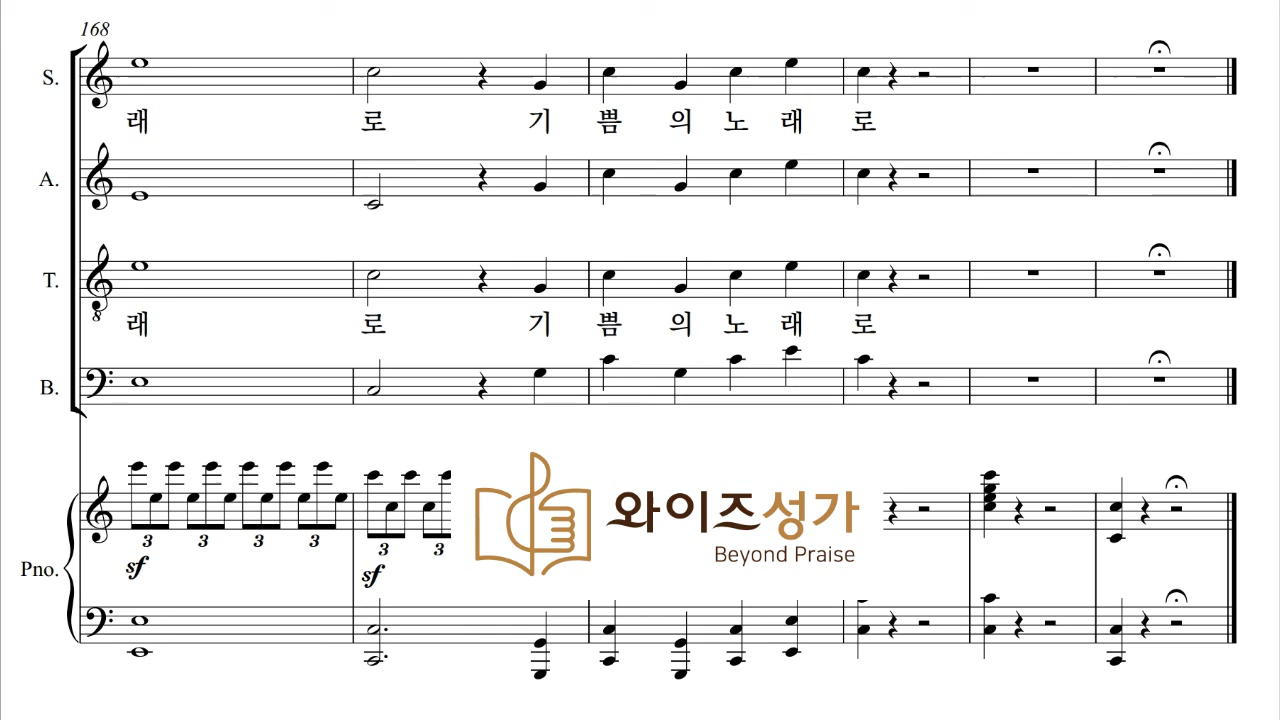 168
S.
래 로 기 쁨 의 노 래 로
A.
T.
8
래 로 기 쁨 의 노 래 로
B.
3 3 3 3 3 3
sf sf
Pno.
와이즈성가
Beyond Praise